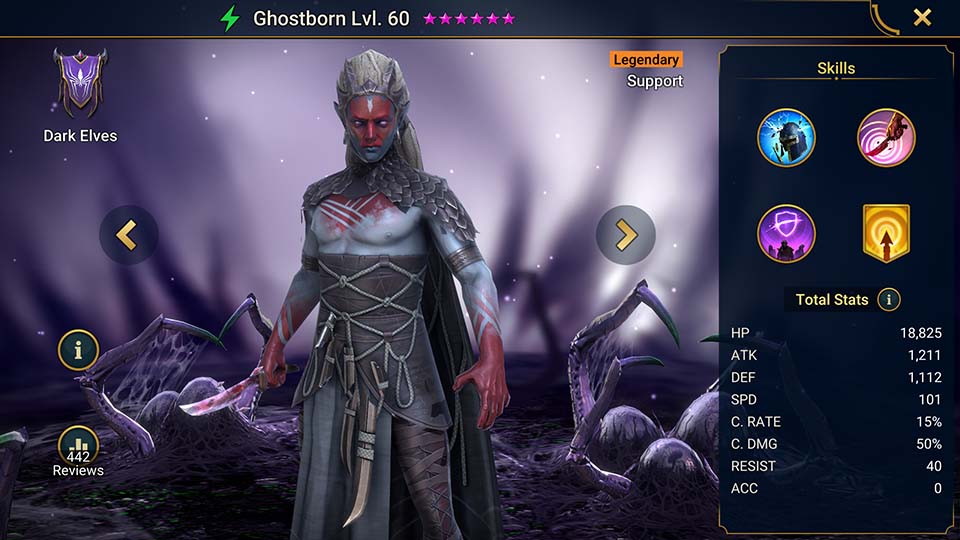 Ghostborn Lvl. 60
Dark Elves
Legendary
Support
442
Reviews
Skills
Total Stats
HP 18,825
ATK 1,211
DEF 1,112
SPD 101
C. RATE 15%
C. DMG 50%
RESIST 40
ACC 0